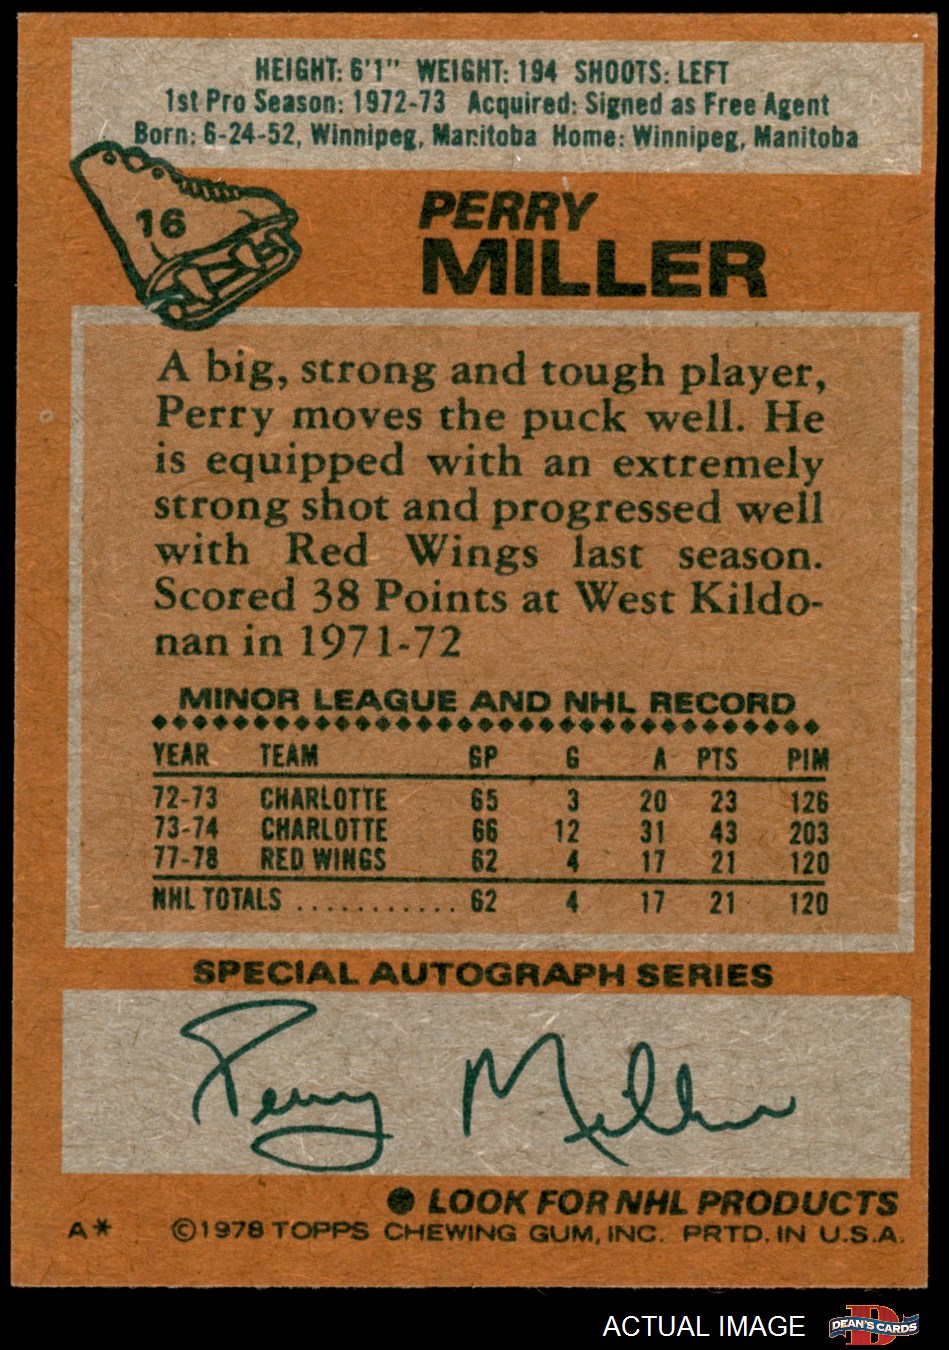 HEIGHT: 6'1" WEIGHT: 194 SHOOTS: LEFT
1st Pro Season: 1972-73 Acquired: Signed as Free Agent
Born: 6-24-52, Winnipeg, Manitoba Home: Winnipeg, Manitoba
16
PERRY
MILLER
A big, strong and tough player,
Perry moves the puck well. He
is equipped with an extremely
strong shot and progressed well
with Red Wings last season.
Scored 38 Points at West Kildo-
nan in 1971-72
MINOR LEAGUE AND NHL RECORD
YEAR TEAM GP G A PTS PIM
72-73 CHARLOTTE 65 3 20 23 126
73-74 CHARLOTTE 66 12 31 43 203
77-78 RED WINGS 62 4 17 21 120
NHL TOTALS ............ 62 4 17 21 120
SPECIAL AUTOGRAPH SERIES
Perry Miller
● LOOK FOR NHL PRODUCTS
A* ©1978 TOPPS CHEWING GUM, INC. PRTD. IN U.S.A.
ACTUAL IMAGE
D
DEAN'S CARDS